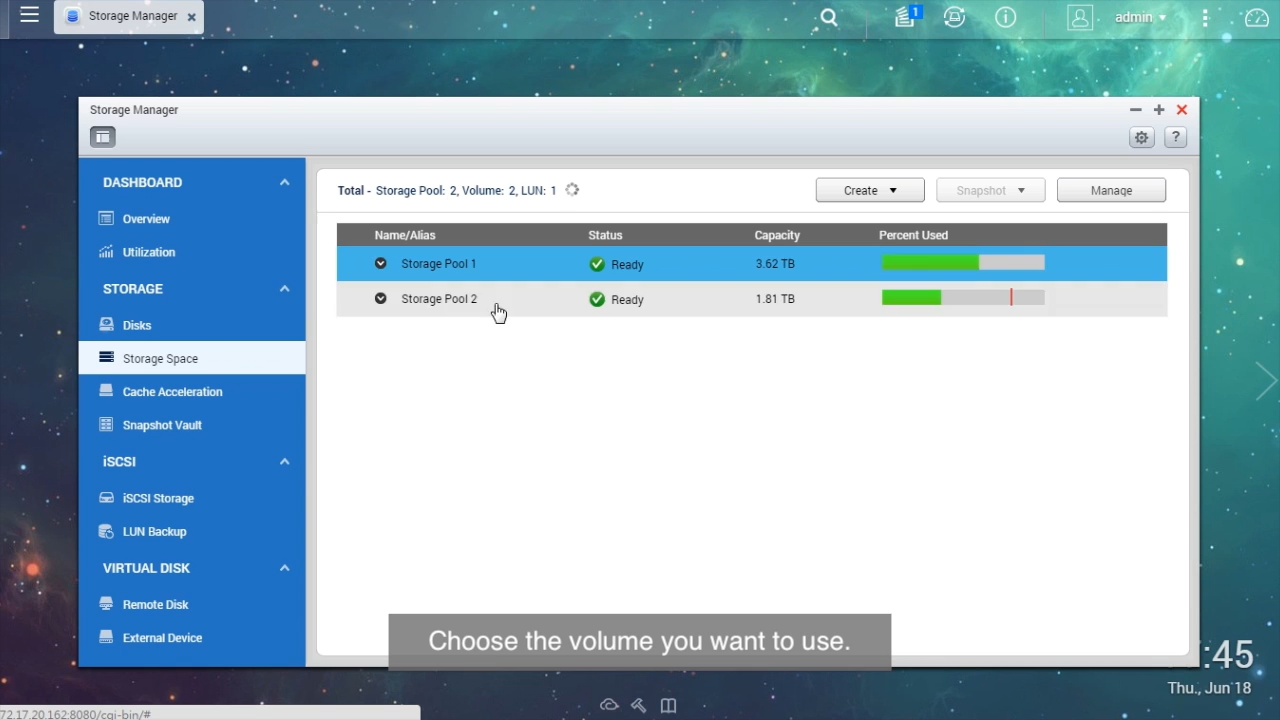 Storage Manager
1
admin
Storage Manager
DASHBOARD
Overview
Utilization
STORAGE
Disks
Storage Space
Cache Acceleration
Snapshot Vault
iSCSI
iSCSI Storage
LUN Backup
VIRTUAL DISK
Remote Disk
External Device
Total - Storage Pool: 2, Volume: 2, LUN: 1
Create
Snapshot
Manage
Name/Alias Status Capacity Percent Used
Storage Pool 1 Ready 3.62 TB
Storage Pool 2 Ready 1.81 TB
Choose the volume you want to use.
:45
Thu., Jun 18
72.17.20.162:8080/cgi-bin/#